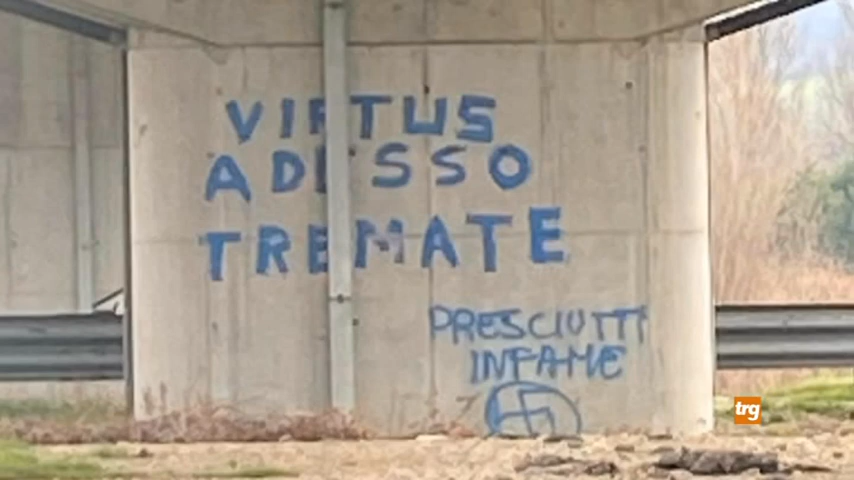 VIRTUS
ADESSO
TREMATE
PRESCIUTTI
INFAME
trg